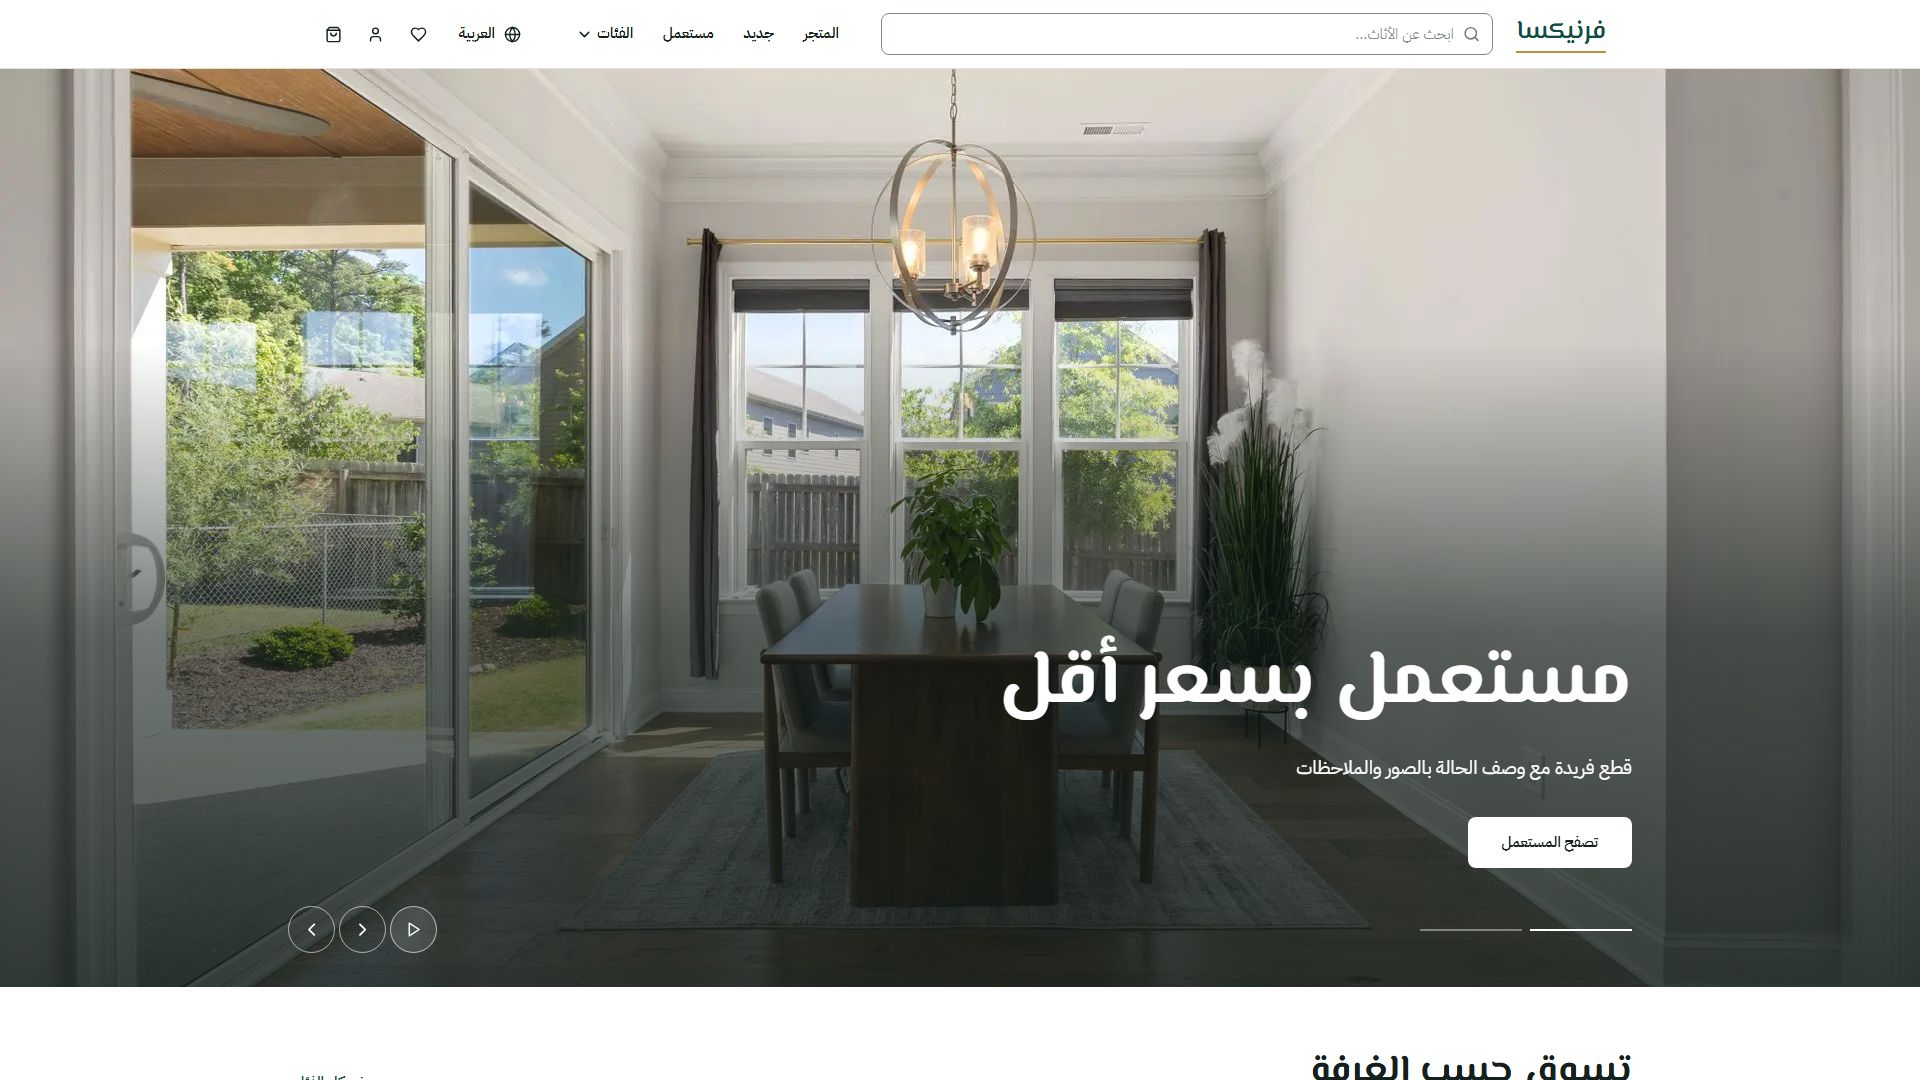 فرنيكسا
ابحث عن الأثاث...
المتجر
جديد
مستعمل
الفئات
العربية
مستعمل بسعر أقل
قطع فريدة مع وصف الحالة بالصور والملاحظات
تصفح المستعمل
تسوق حسب الغرفة